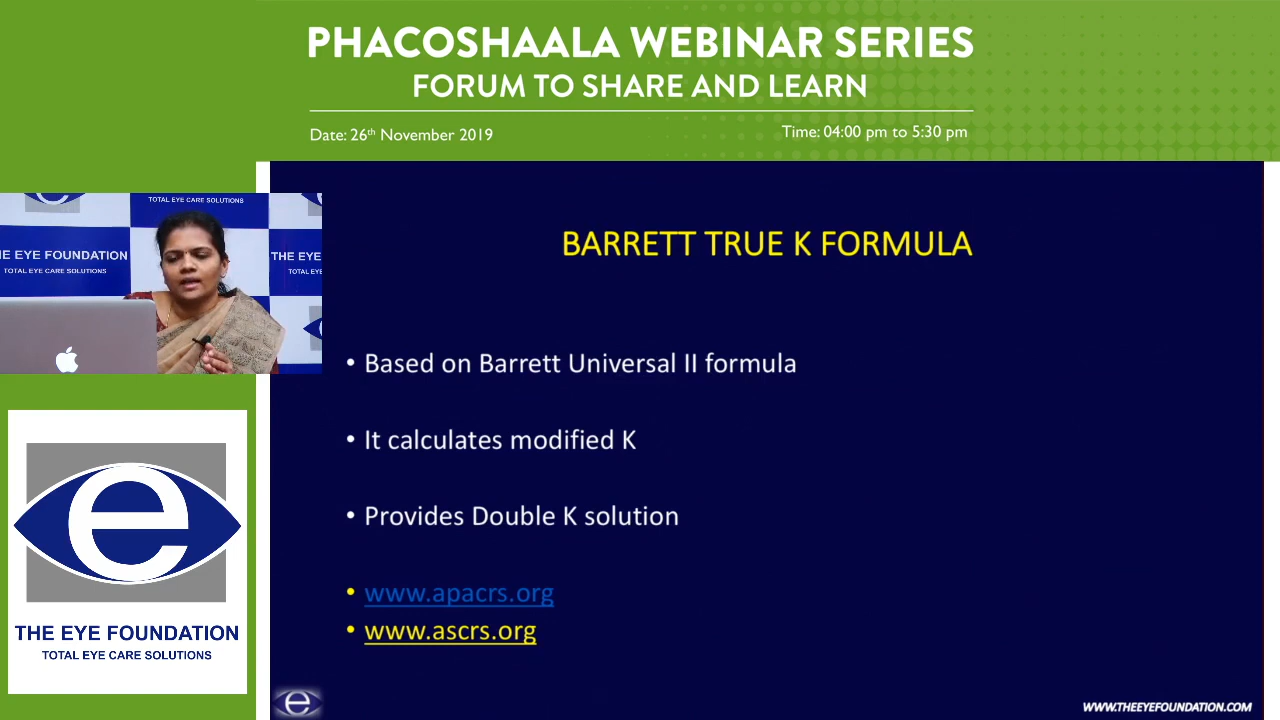 PHACOSHAALA WEBINAR SERIES
FORUM TO SHARE AND LEARN
Date: 26th November 2019
Time: 04:00 pm to 5:30 pm
TOTAL EYE CARE SOLUTIONS
HE EYE FOUNDATION
TOTAL EYE CARE SOLUTIONS
THE EYE F
TOTAL EYE
BARRETT TRUE K FORMULA
• Based on Barrett Universal II formula
• It calculates modified K
• Provides Double K solution
• www.apacrs.org
• www.ascrs.org
e
THE EYE FOUNDATION
TOTAL EYE CARE SOLUTIONS
e
WWW.THEEYEFOUNDATION.COM